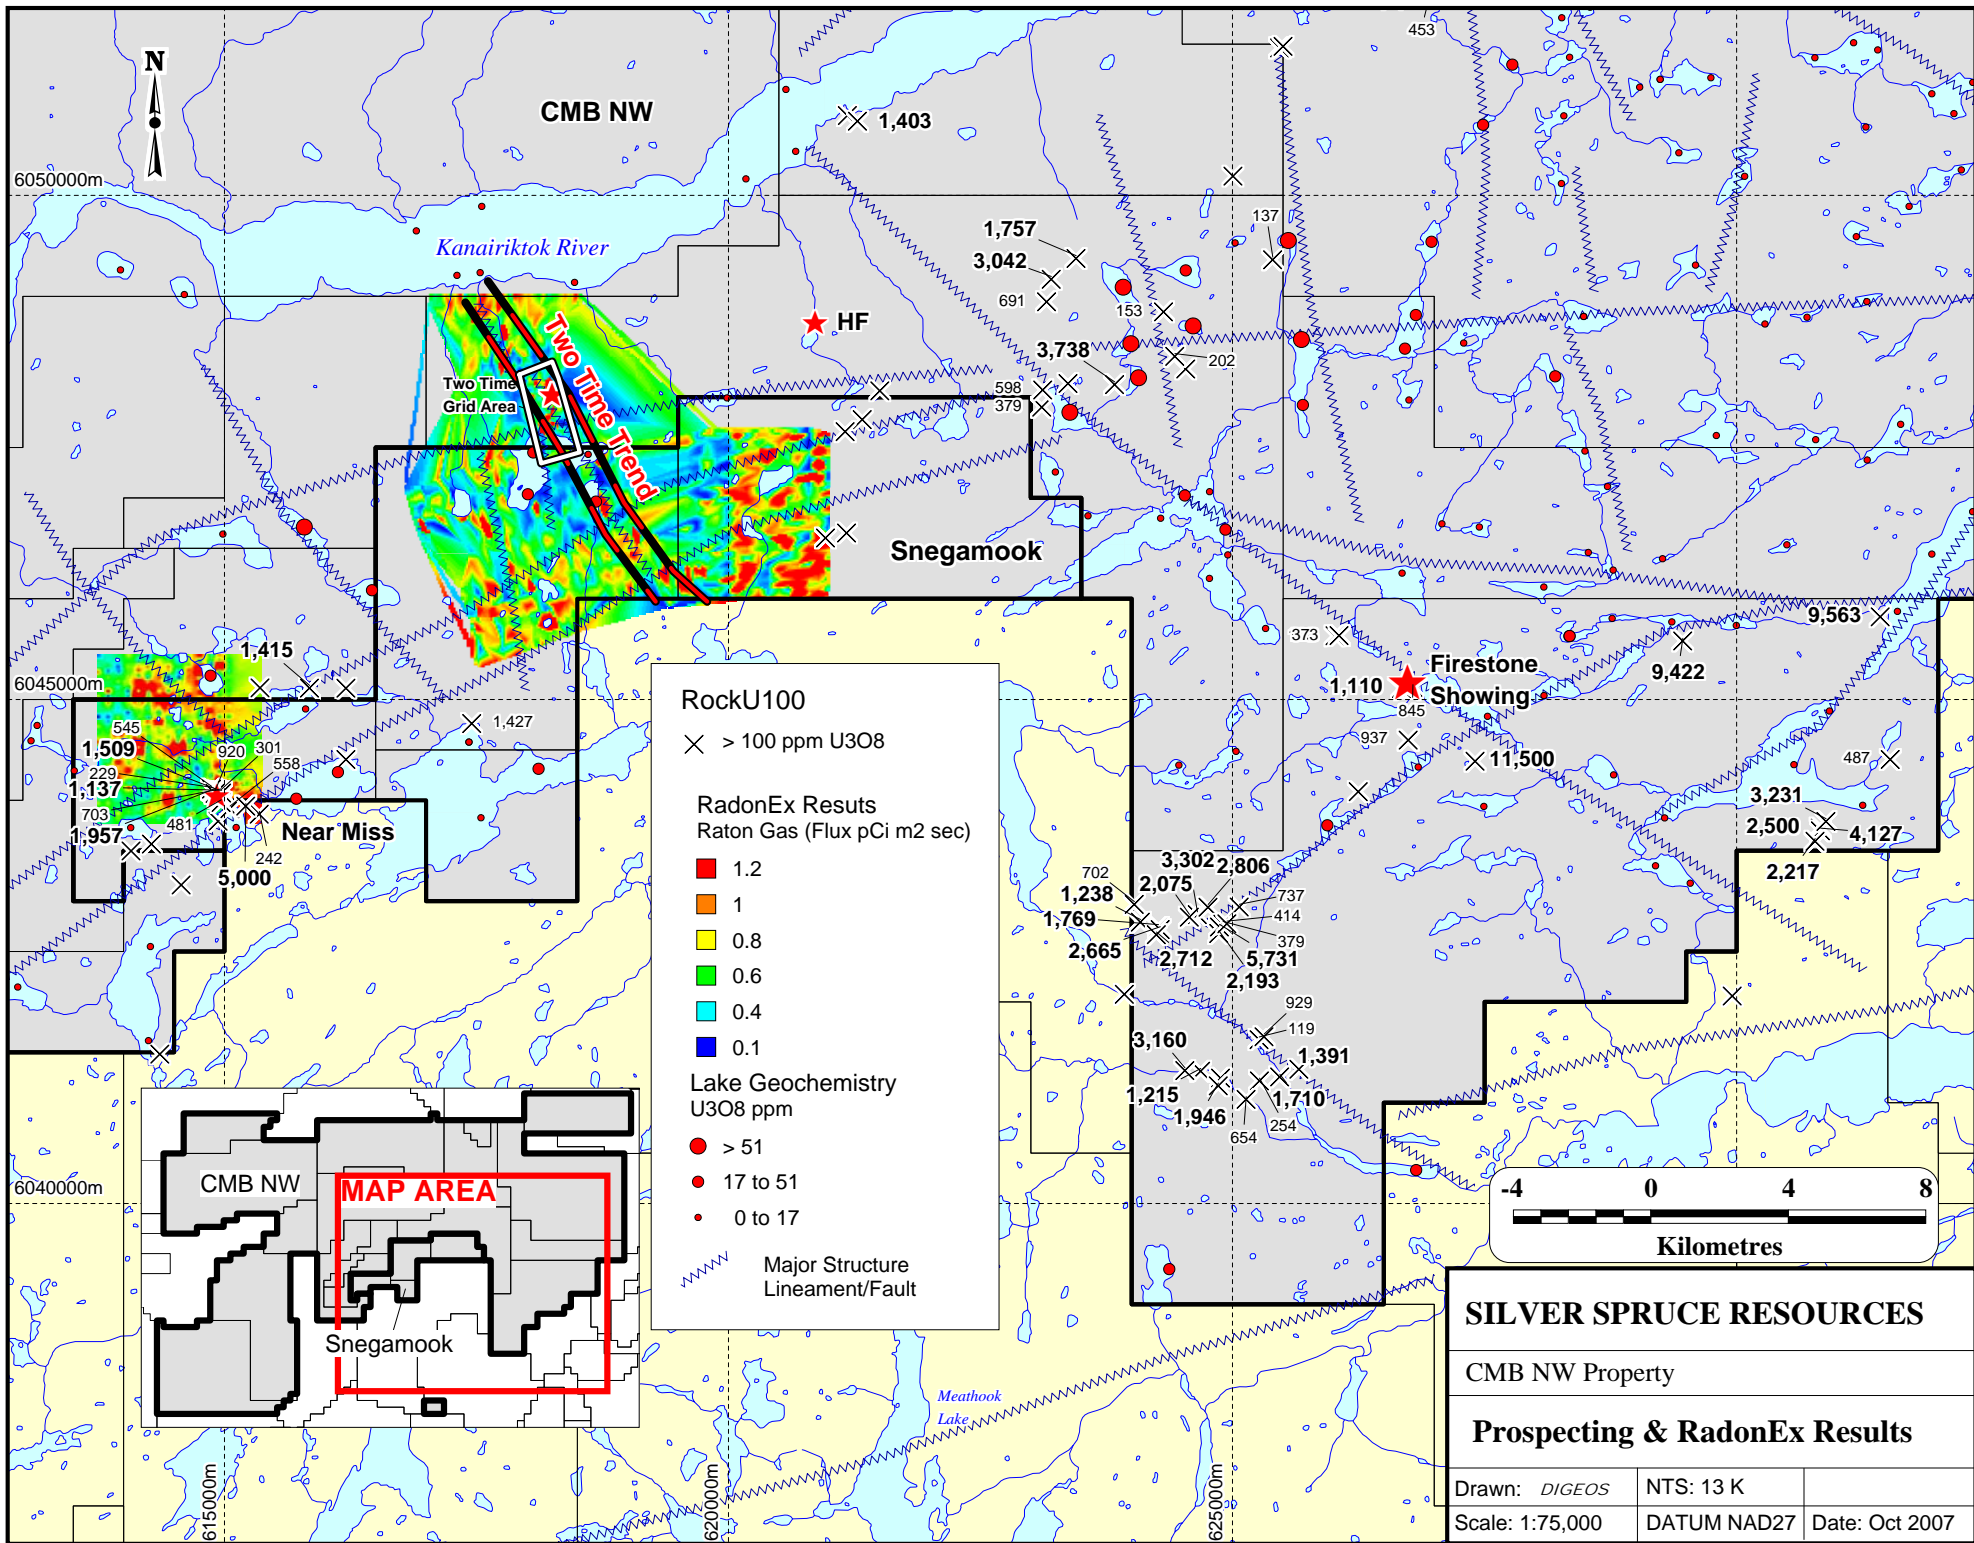 453
N
CMB NW
1,403
6050000m
137
1,757
Kanairiktok River
3,042
691
153
HF
Two Time Trend
3,738
202
Two Time
Grid Area
598
379
Snegamook
9,563
373
1,415
9,422
Firestone
Showing
6045000m
1,110
845
1,427
545
937
1,509
920
301
11,500
487
558
229
1,137
703
481
3,231
Near Miss
2,500
4,127
1,957
242
2,217
5,000
3,302
2,806
702
2,075
1,238
737
1,769
414
2,665
379
2,712
5,731
2,193
929
119
3,160
1,391
1,215
1,946
1,710
254
654
RockU100
> 100 ppm U3O8
RadonEx Resuts
Raton Gas (Flux pCi m2 sec)
1.2
1
0.8
0.6
0.4
0.1
Lake Geochemistry
U3O8 ppm
> 51
17 to 51
0 to 17
Major Structure
Lineament/Fault
CMB NW
MAP AREA
Snegamook
6040000m
-4 0 4 8
Kilometres
Meathook
Lake
615000m
620000m
625000m
SILVER SPRUCE RESOURCES
CMB NW Property
Prospecting & RadonEx Results
Drawn: DIGEOS
NTS: 13 K
Scale: 1:75,000
DATUM NAD27
Date: Oct 2007